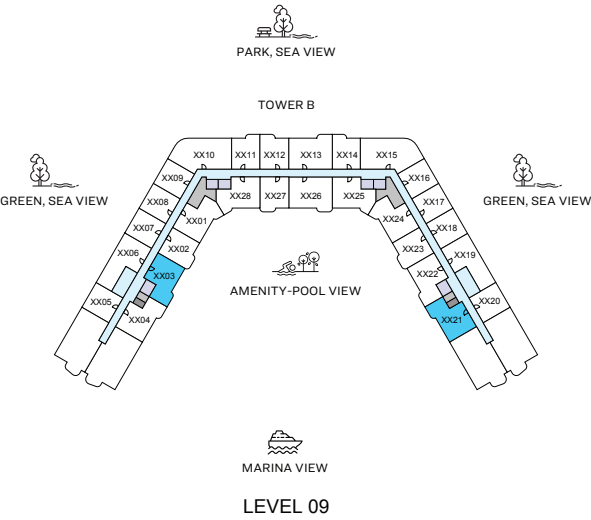 PARK, SEA VIEW
TOWER B
XX10
XX11
XX12
XX13
XX14
XX15
XX09
XX16
GREEN, SEA VIEW
GREEN, SEA VIEW
XX08
XX01
XX28
XX27
XX26
XX25
XX24
XX17
XX07
XX18
XX02
XX23
XX06
XX19
XX03
XX22
AMENITY-POOL VIEW
XX05
XX20
XX04
XX21
MARINA VIEW
LEVEL 09